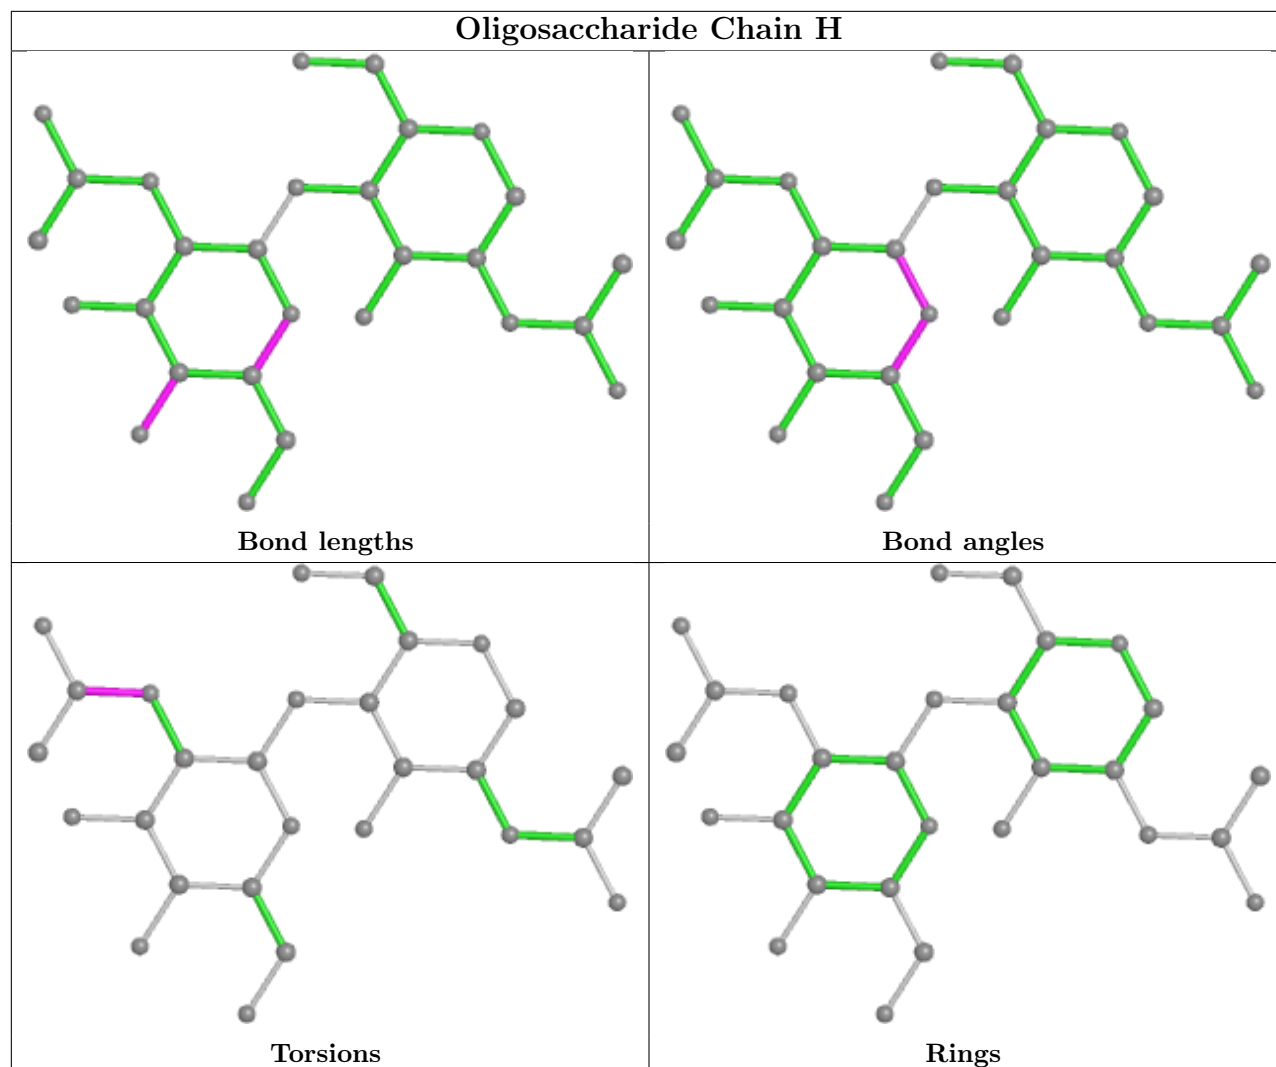 Oligosaccharide Chain H
Bond lengths
Bond angles
Torsions
Rings